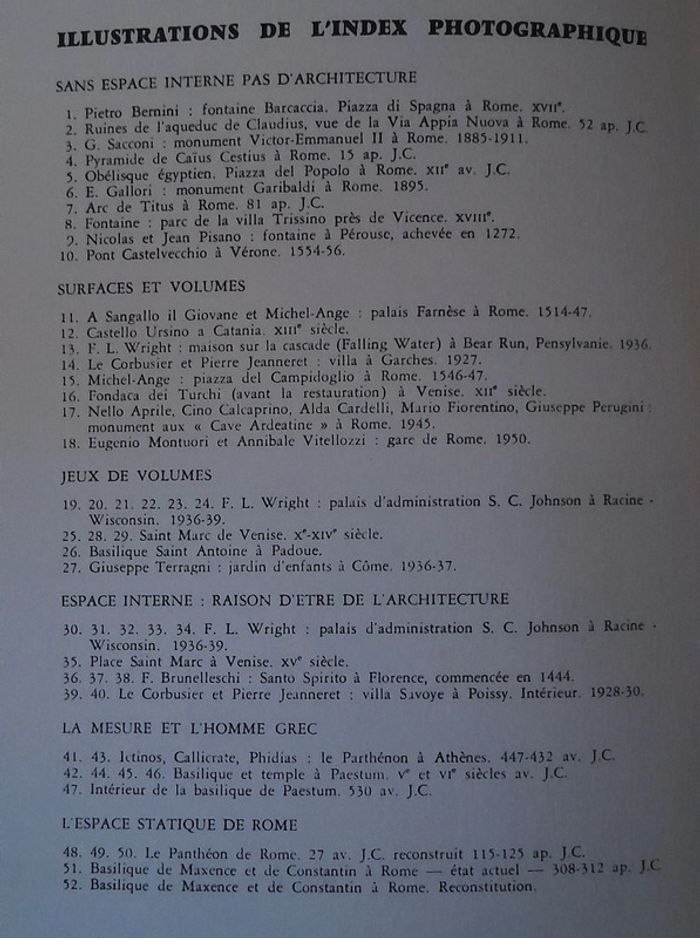 ILLUSTRATIONS DE L'INDEX PHOTOGRAPHIQUE
SANS ESPACE INTERNE PAS D'ARCHITECTURE
1. Pietro Bernini : fontaine Barcaccia. Piazza di Spagna à Rome. XVIIe.
2. Ruines de l'aqueduc de Claudius, vue de la Via Appia Nuova à Rome. 52 ap. J.C.
3. G. Sacconi : monument Victor-Emmanuel II à Rome. 1885-1911.
4. Pyramide de Caïus Cestius à Rome. 15 ap. J.C.
5. Obélisque égyptien. Piazza del Popolo à Rome. XIIe av. J.C.
6. E. Gallori : monument Garibaldi à Rome. 1895.
7. Arc de Titus à Rome. 81 ap. J.C.
8. Fontaine : parc de la villa Trissino près de Vicence. XVIIIe.
9. Nicolas et Jean Pisano : fontaine à Pérouse, achevée en 1272.
10. Pont Castelvecchio à Vérone. 1554-56.
SURFACES ET VOLUMES
11. A Sangallo il Giovane et Michel-Ange : palais Farnèse à Rome. 1514-47.
12. Castello Ursino a Catania. XIIIe siècle.
13. F. L. Wright : maison sur la cascade (Falling Water) à Bear Run, Pensylvanie. 1936.
14. Le Corbusier et Pierre Jeanneret : villa à Garches. 1927.
15. Michel-Ange : piazza del Campidoglio à Rome. 1546-47.
16. Fondaca dei Turchi (avant la restauration) à Venise. XIIe siècle.
17. Nello Aprile, Cino Calcaprino, Alda Cardelli, Mario Fiorentino, Giuseppe Perugini :
monument aux « Cave Ardeatine » à Rome. 1945.
18. Eugenio Montuori et Annibale Vitellozzi : gare de Rome. 1950.
JEUX DE VOLUMES
19. 20. 21. 22. 23. 24. F. L. Wright : palais d'administration S. C. Johnson à Racine -
Wisconsin. 1936-39.
25. 28. 29. Saint Marc de Venise. Xe-XIVe siècle.
26. Basilique Saint Antoine à Padoue.
27. Giuseppe Terragni : jardin d'enfants à Côme. 1936-37.
ESPACE INTERNE : RAISON D'ETRE DE L'ARCHITECTURE
30. 31. 32. 33. 34. F. L. Wright : palais d'administration S. C. Johnson à Racine -
Wisconsin. 1936-39.
35. Place Saint Marc à Venise. XVe siècle.
36. 37. 38. F. Brunelleschi : Santo Spirito à Florence, commencée en 1444.
39. 40. Le Corbusier et Pierre Jeanneret : villa Savoye à Poissy. Intérieur. 1928-30.
LA MESURE ET L'HOMME GREC
41. 43. Ictinos, Callicrate, Phidias : le Parthénon à Athènes. 447-432 av. J.C.
42. 44. 45. 46. Basilique et temple à Paestum. Ve et VIe siècles av. J.C.
47. Intérieur de la basilique de Paestum. 530 av. J.C.
L'ESPACE STATIQUE DE ROME
48. 49. 50. Le Panthéon de Rome. 27 av. J.C. reconstruit 115-125 ap. J.C.
51. Basilique de Maxence et de Constantin à Rome — état actuel — 308-312 ap. J.C
52. Basilique de Maxence et de Constantin à Rome. Reconstitution.